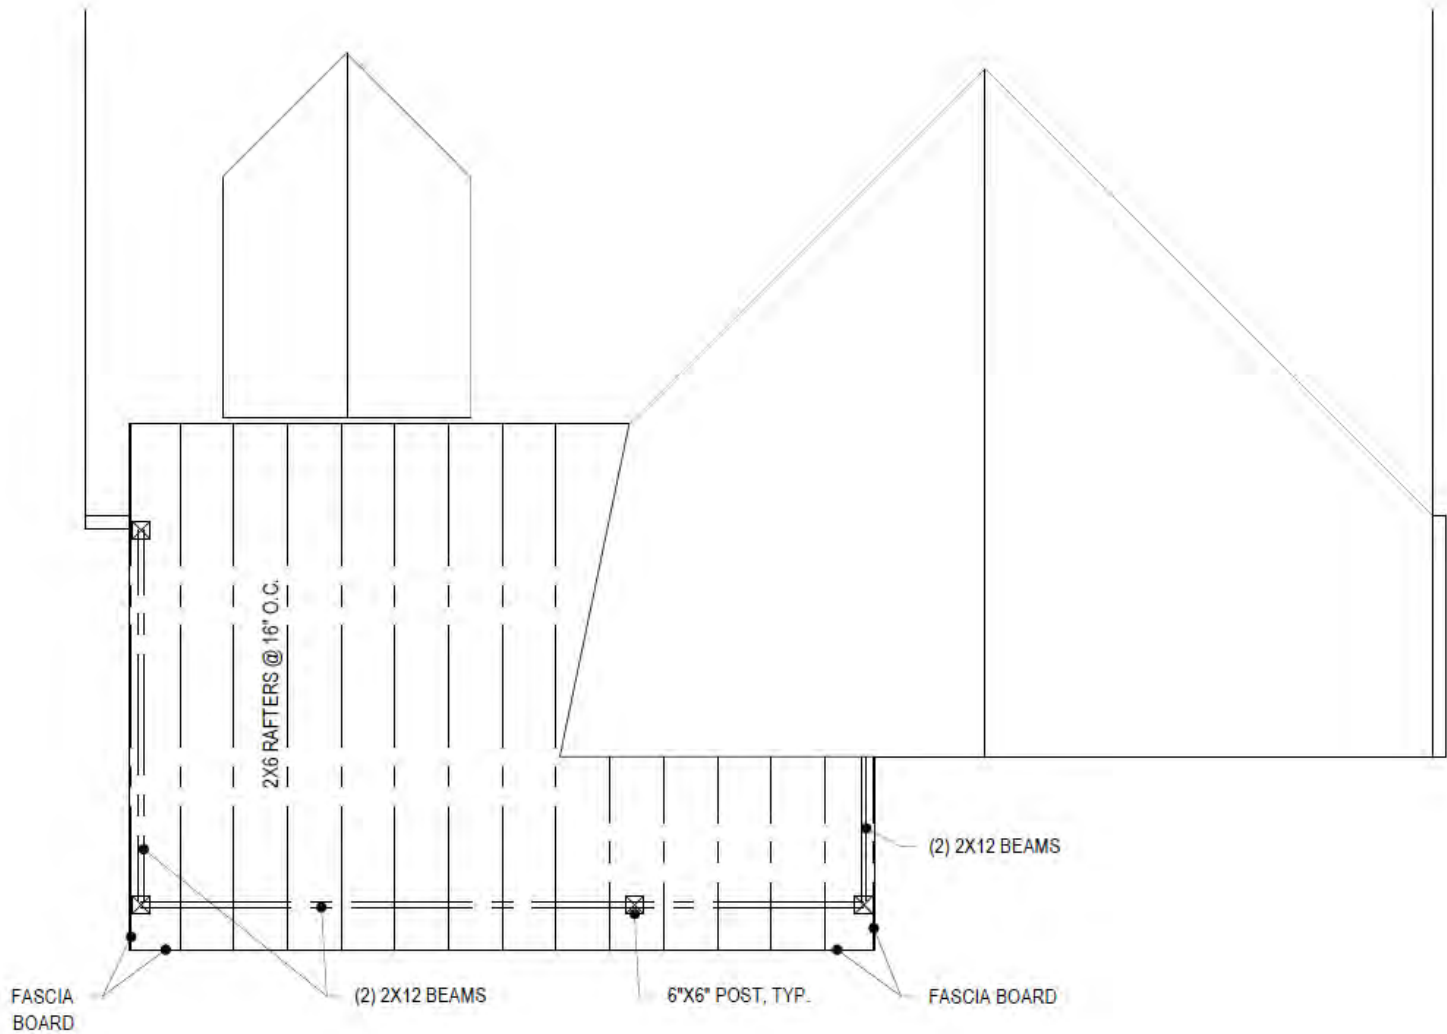 2X6 RAFTERS @ 16" O.C.
(2) 2X12 BEAMS
FASCIA
BOARD
(2) 2X12 BEAMS
6"X6" POST, TYP.
FASCIA BOARD